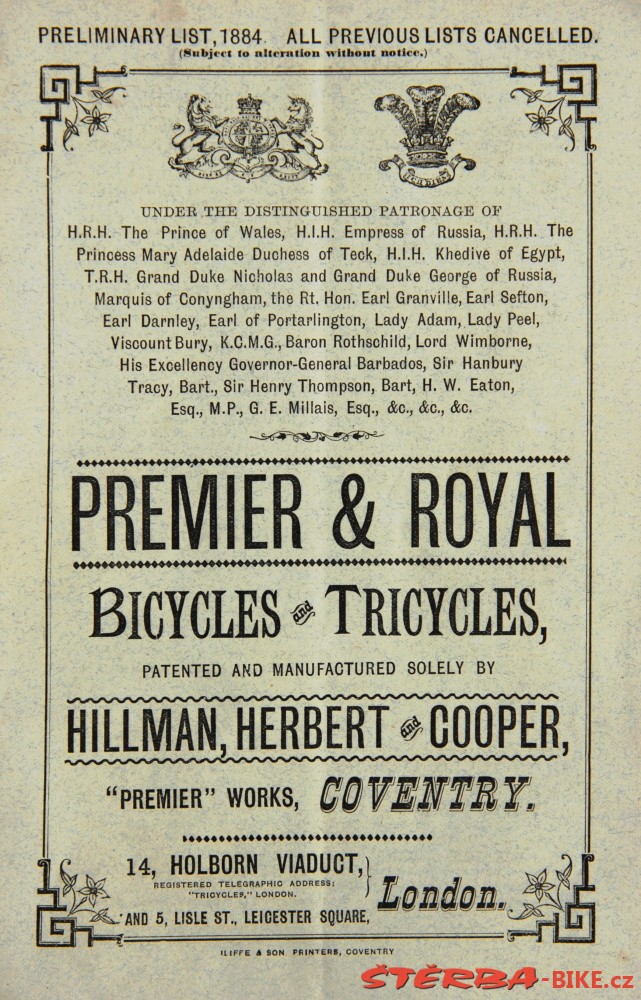 PRELIMINARY LIST, 1884. ALL PREVIOUS LISTS CANCELLED.
(Subject to alteration without notice.)
UNDER THE DISTINGUISHED PATRONAGE OF
H.R.H. The Prince of Wales, H.I.H. Empress of Russia, H.R.H. The
Princess Mary Adelaide Duchess of Teck, H.I.H. Khedive of Egypt,
T.R.H. Grand Duke Nicholas and Grand Duke George of Russia,
Marquis of Conyngham, the Rt. Hon. Earl Granville, Earl Sefton,
Earl Darnley, Earl of Portarlington, Lady Adam, Lady Peel,
Viscount Bury, K.C.M.G., Baron Rothschild, Lord Wimborne,
His Excellency Governor-General Barbados, Sir Hanbury
Tracy, Bart., Sir Henry Thompson, Bart, H. W. Eaton,
Esq., M.P., G. E. Millais, Esq., &c., &c., &c.
PREMIER & ROYAL
BICYCLES and TRICYCLES,
PATENTED AND MANUFACTURED SOLELY BY
HILLMAN, HERBERT and COOPER,
"PREMIER" WORKS, COVENTRY.
14, HOLBORN VIADUCT,
REGISTERED TELEGRAPHIC ADDRESS:
"TRICYCLES," LONDON.
AND 5, LISLE ST., LEICESTER SQUARE,
London.
ILIFFE & SON PRINTERS, COVENTRY
ŠTĚRBA-BIKE.cz